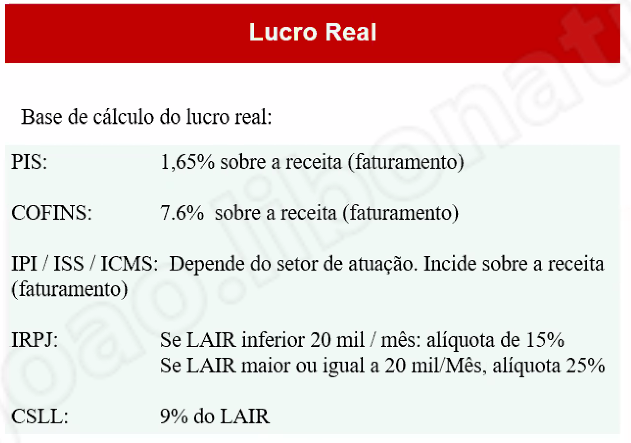 Lucro Real
Base de cálculo do lucro real:
PIS: 1,65% sobre a receita (faturamento)
COFINS: 7.6% sobre a receita (faturamento)
IPI / ISS / ICMS: Depende do setor de atuação. Incide sobre a receita
(faturamento)
IRPJ: Se LAIR inferior 20 mil / mês: alíquota de 15%
Se LAIR maior ou igual a 20 mil/Mês, alíquota 25%
CSLL: 9% do LAIR